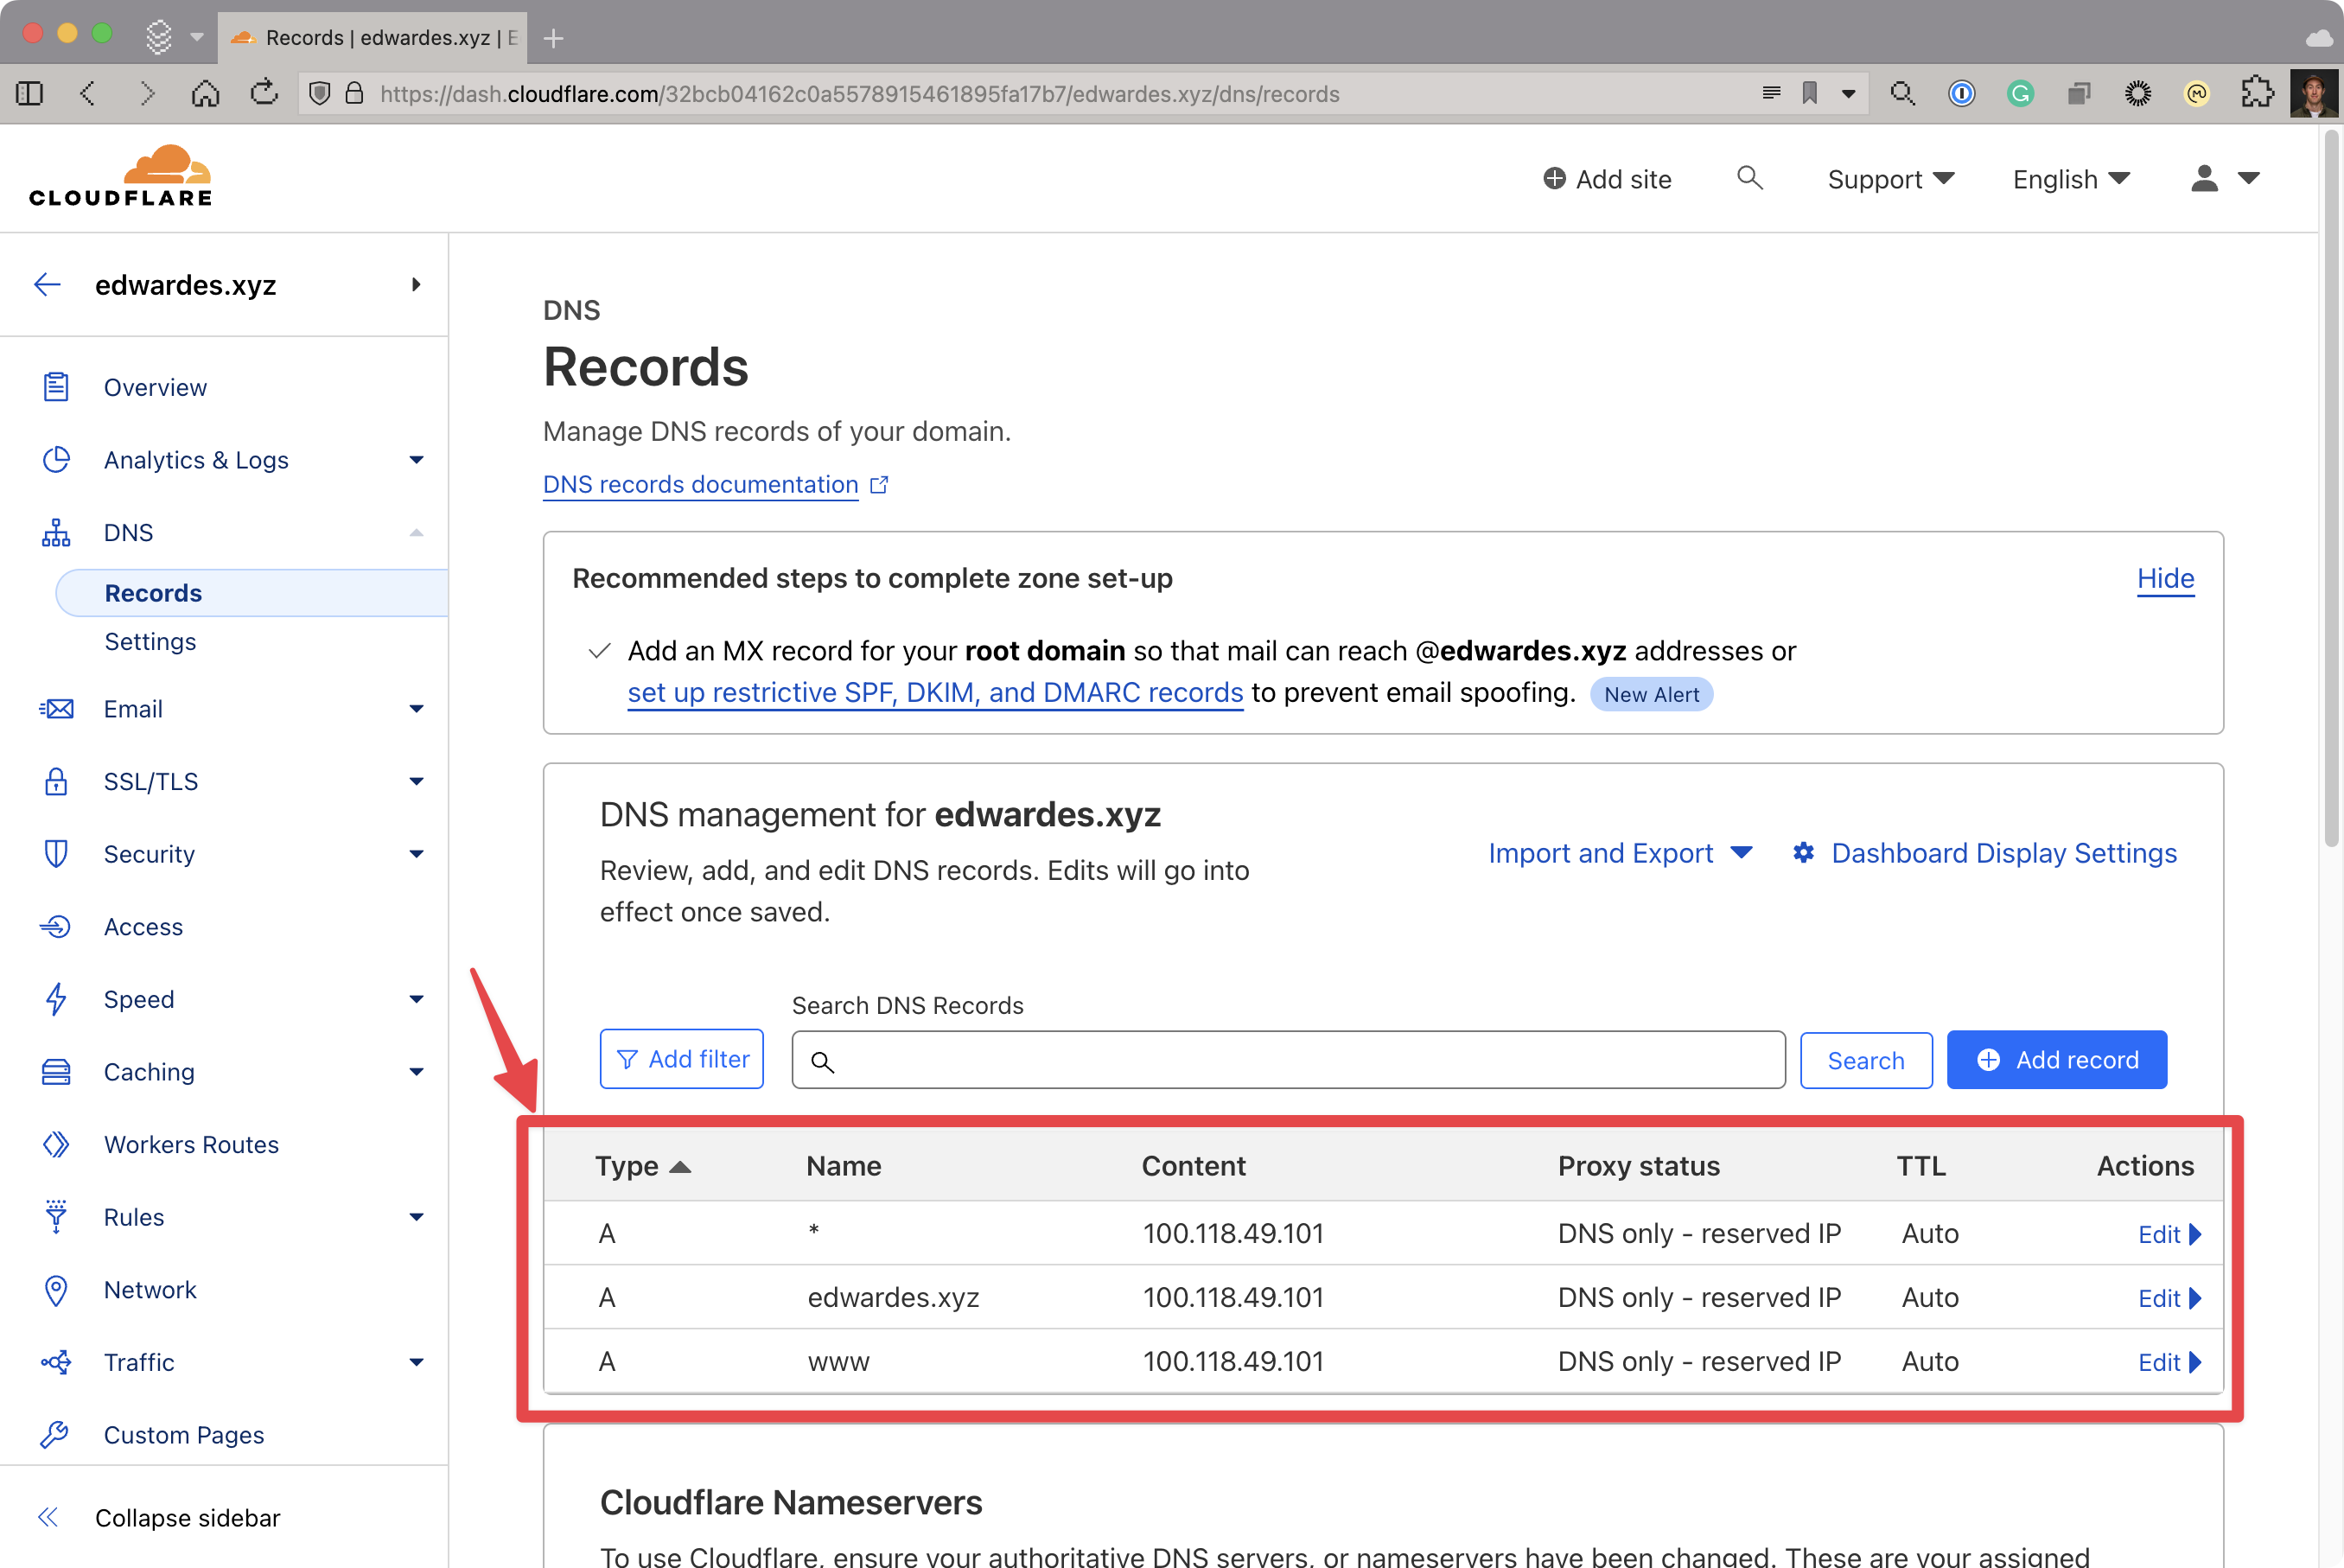 Records | edwardes.xyz | E
https://dash.cloudflare.com/32bcb04162c0a5578915461895fa17b7/edwardes.xyz/dns/records
CLOUDFLARE
Add site
Support
English
edwardes.xyz
Overview
Analytics & Logs
DNS
Records
Settings
Email
SSL/TLS
Security
Access
Speed
Caching
Workers Routes
Rules
Network
Traffic
Custom Pages
Collapse sidebar
DNS
Records
Manage DNS records of your domain.
DNS records documentation
Recommended steps to complete zone set-up
Hide
Add an MX record for your root domain so that mail can reach @edwardes.xyz addresses or
set up restrictive SPF, DKIM, and DMARC records to prevent email spoofing. New Alert
DNS management for edwardes.xyz
Review, add, and edit DNS records. Edits will go into
effect once saved.
Import and Export
Dashboard Display Settings
Search DNS Records
Add filter
Search
Add record
Type Name Content Proxy status TTL Actions
A * 100.118.49.101 DNS only - reserved IP Auto Edit
A edwardes.xyz 100.118.49.101 DNS only - reserved IP Auto Edit
A www 100.118.49.101 DNS only - reserved IP Auto Edit
Cloudflare Nameservers
To use Cloudflare, ensure your authoritative DNS servers, or nameservers have been changed. These are your assigned